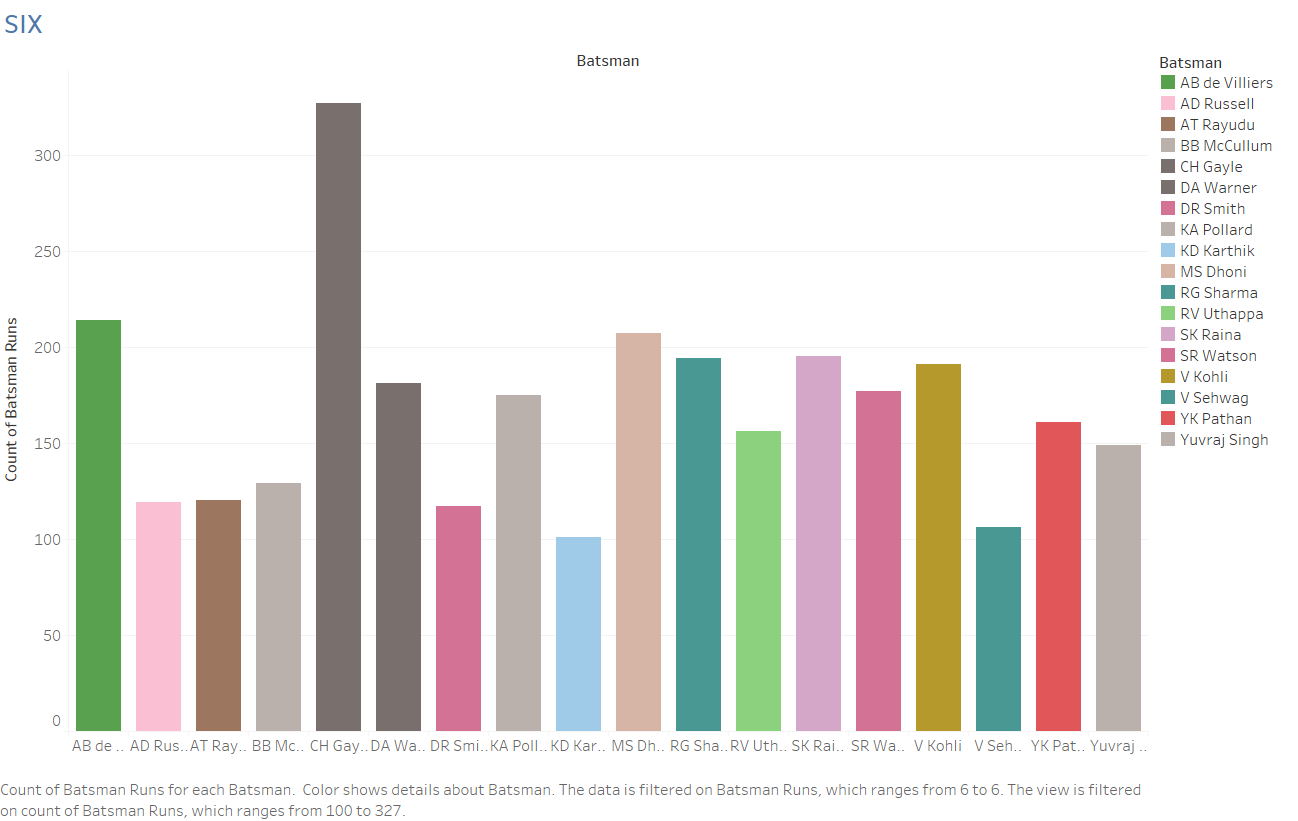 SIX
Batsman
Count of Batsman Runs
300
250
200
150
100
50
0
AB de .. AD Rus.. AT Ray.. BB Mc.. CH Gay.. DA Wa.. DR Smi.. KA Poll.. KD Kar.. MS Dh.. RG Sha.. RV Uth.. SK Rai.. SR Wa.. V Kohli V Seh.. YK Pat.. Yuvraj ..
Batsman
AB de Villiers
AD Russell
AT Rayudu
BB McCullum
CH Gayle
DA Warner
DR Smith
KA Pollard
KD Karthik
MS Dhoni
RG Sharma
RV Uthappa
SK Raina
SR Watson
V Kohli
V Sehwag
YK Pathan
Yuvraj Singh
Count of Batsman Runs for each Batsman.  Color shows details about Batsman. The data is filtered on Batsman Runs, which ranges from 6 to 6. The view is filtered
on count of Batsman Runs, which ranges from 100 to 327.